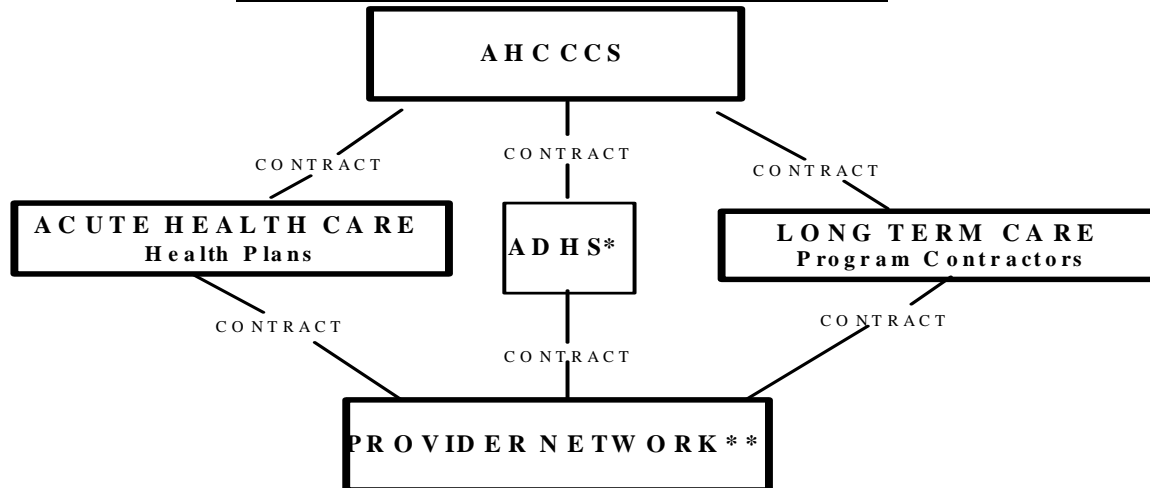 AHCCCS
CONTRACT
CONTRACT
CONTRACT
ACUTE HEALTH CARE
Health Plans
ADHS*
LONG TERM CARE
Program Contractors
CONTRACT
CONTRACT
CONTRACT
PROVIDER NETWORK**